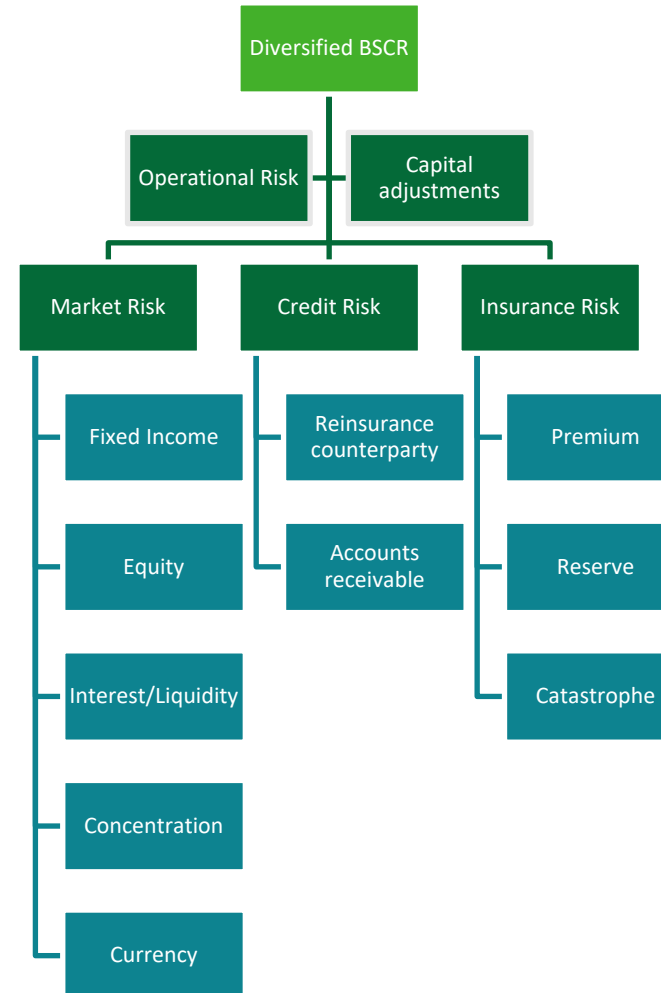 Diversified BSCR
Operational Risk
Capital
adjustments
Market Risk
Credit Risk
Insurance Risk
Fixed Income
Reinsurance
counterparty
Premium
Equity
Accounts
receivable
Reserve
Interest/Liquidity
Catastrophe
Concentration
Currency